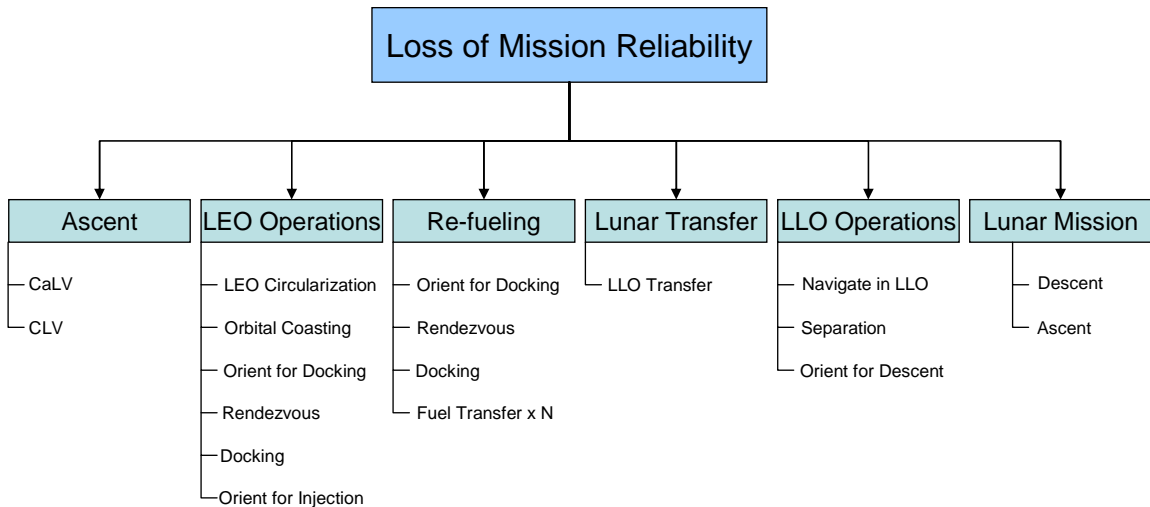 Loss of Mission Reliability
Ascent
CaLV
CLV
LEO Operations
LEO Circularization
Orbital Coasting
Orient for Docking
Rendezvous
Docking
Orient for Injection
Re-fueling
Orient for Docking
Rendezvous
Docking
Fuel Transfer x N
Lunar Transfer
LLO Transfer
LLO Operations
Navigate in LLO
Separation
Orient for Descent
Lunar Mission
Descent
Ascent